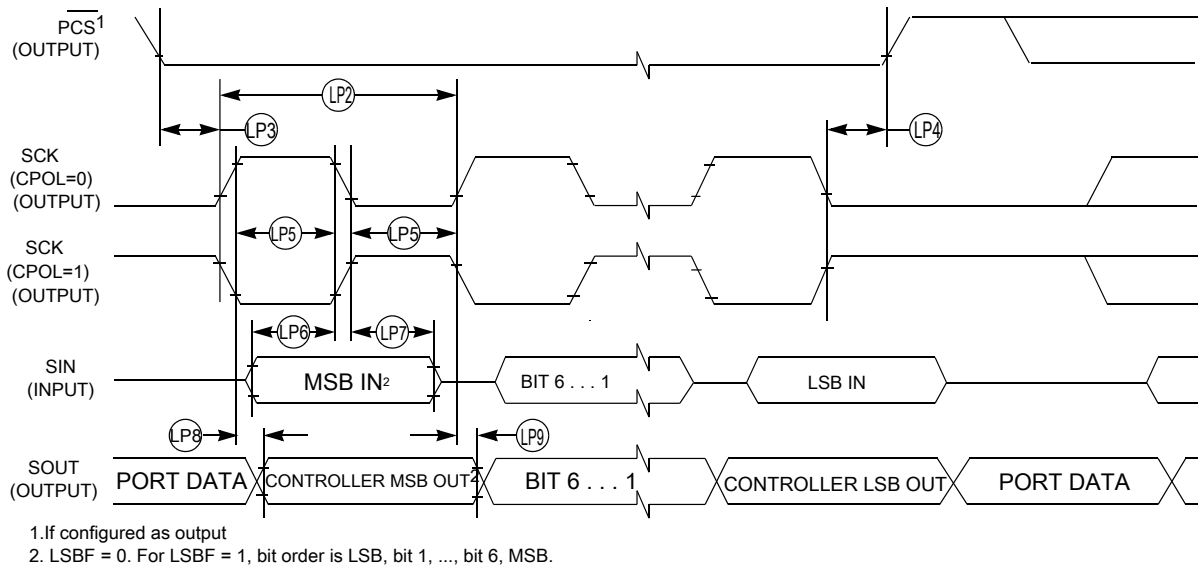 PCS1
(OUTPUT)
LP2
LP3
LP4
SCK
(CPOL=0)
(OUTPUT)
LP5
LP5
SCK
(CPOL=1)
(OUTPUT)
LP6
LP7
SIN
(INPUT)
MSB IN2
BIT 6 . . . 1
LSB IN
LP8
LP9
SOUT
(OUTPUT)
PORT DATA
CONTROLLER MSB OUT2
BIT 6 . . . 1
CONTROLLER LSB OUT
PORT DATA
1.If configured as output
2. LSBF = 0. For LSBF = 1, bit order is LSB, bit 1, ..., bit 6, MSB.